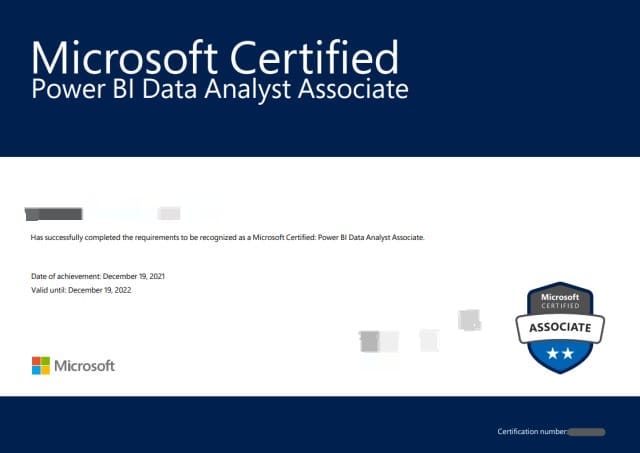 Microsoft Certified
Power BI Data Analyst Associate
Has successfully completed the requirements to be recognized as a Microsoft Certified: Power BI Data Analyst Associate.
Date of achievement: December 19, 2021
Valid until: December 19, 2022
Microsoft
CERTIFIED
ASSOCIATE
Microsoft
Certification number: